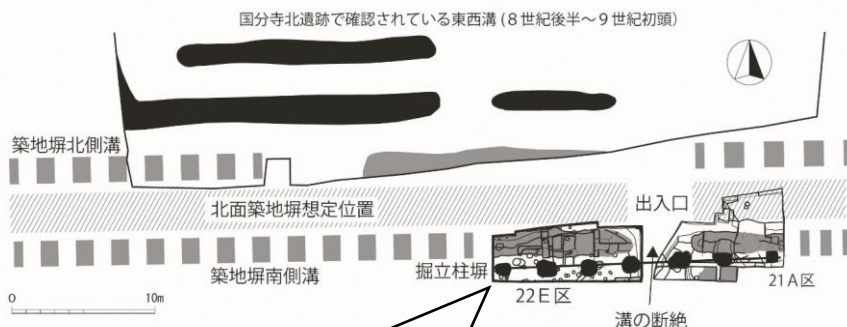 国分寺北遺跡で確認されている東西溝(8世紀後半～9世紀初頭)
築地塀北側溝
北面築地塀想定位置
出入口
築地塀南側溝
掘立柱塀
22E区
21A区
0 10m
溝の断絶